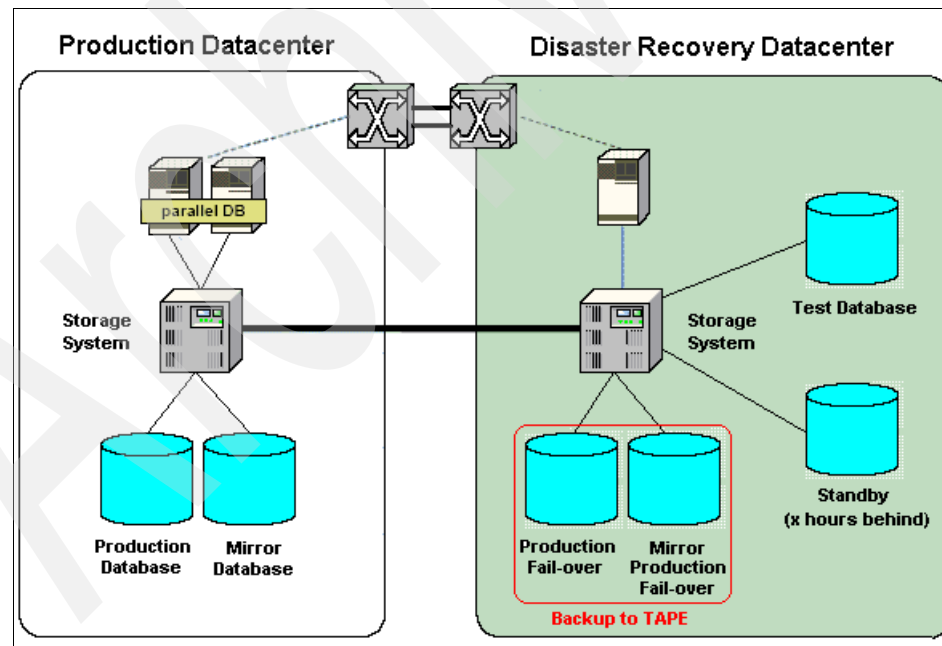 Production Datacenter
Disaster Recovery Datacenter
parallel DB
Storage
System
Storage
System
Test Database
Production
Database
Mirror
Database
Production
Fail-over
Mirror
Production
Fail-over
Standby
(x hours behind)
Backup to TAPE